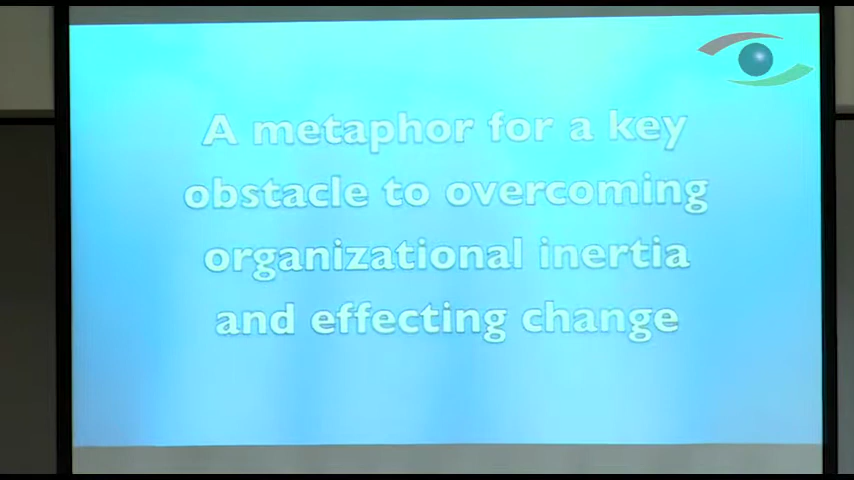 A metaphor for a key
obstacle to overcoming
organizational inertia
and effecting change